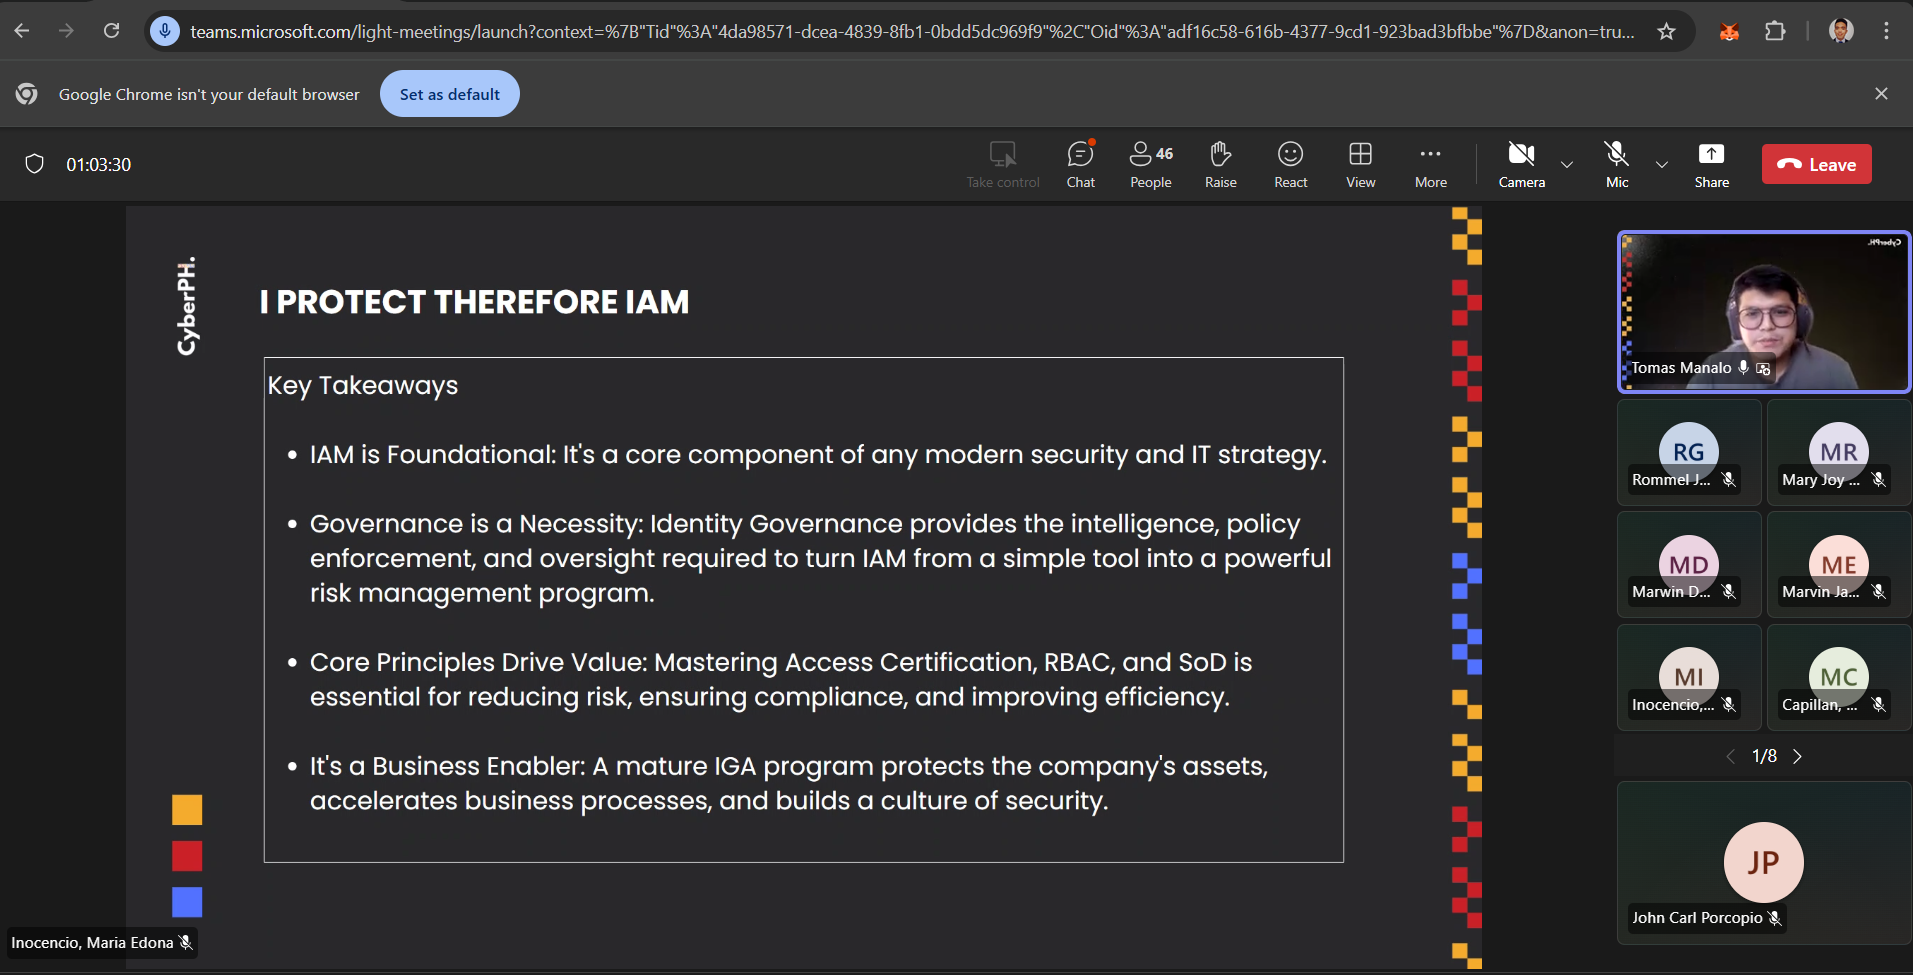 teams.microsoft.com/light-meetings/launch?context=%7B"Tid"%3A"4da98571-dcea-4839-8fb1-0bdd5dc969f9"%2C"Oid"%3A"adf16c58-616b-4377-9cd1-923bad3bfbbe"%7D&anon=tru...
Google Chrome isn't your default browser
Set as default
01:03:30
Take control
Chat
46
People
Raise
React
View
More
Camera
Mic
Share
Leave
CyberPH.
I PROTECT THEREFORE IAM
Key Takeaways
• IAM is Foundational: It's a core component of any modern security and IT strategy.
• Governance is a Necessity: Identity Governance provides the intelligence, policy
enforcement, and oversight required to turn IAM from a simple tool into a powerful
risk management program.
• Core Principles Drive Value: Mastering Access Certification, RBAC, and SoD is
essential for reducing risk, ensuring compliance, and improving efficiency.
• It's a Business Enabler: A mature IGA program protects the company's assets,
accelerates business processes, and builds a culture of security.
Inocencio, Maria Edona
CyberPH.
Tomas Manalo
RG
Rommel J...
MR
Mary Joy ...
MD
Marwin D...
ME
Marvin Ja...
MI
Inocencio,...
MC
Capillan, ...
1/8
JP
John Carl Porcopio